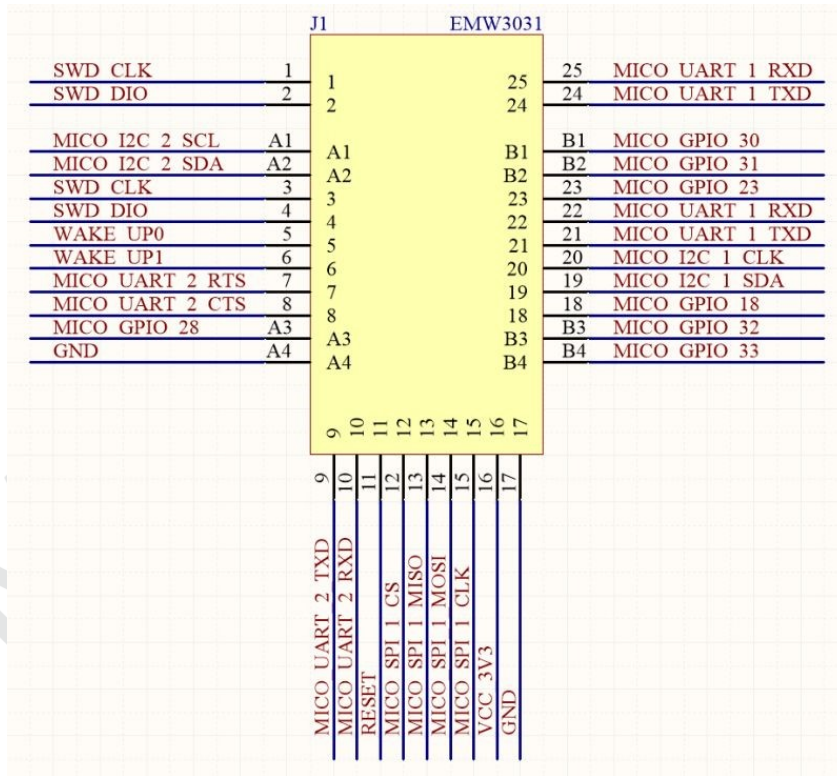 J1 EMW3031
SWD CLK 1 1 25 25 MICO UART 1 RXD
SWD DIO 2 2 24 24 MICO UART 1 TXD
MICO I2C 2 SCL A1 A1 B1 B1 MICO GPIO 30
MICO I2C 2 SDA A2 A2 B2 B2 MICO GPIO 31
SWD CLK 3 3 23 23 MICO GPIO 23
SWD DIO 4 4 22 22 MICO UART 1 RXD
WAKE UP0 5 5 21 21 MICO UART 1 TXD
WAKE UP1 6 6 20 20 MICO I2C 1 CLK
MICO UART 2 RTS 7 7 19 19 MICO I2C 1 SDA
MICO UART 2 CTS 8 8 18 18 MICO GPIO 18
MICO GPIO 28 A3 A3 B3 B3 MICO GPIO 32
GND A4 A4 B4 B4 MICO GPIO 33
9 10 11 12 13 14 15 16 17
9 10 11 12 13 14 15 16 17
MICO UART 2 TXD
MICO UART 2 RXD
RESET
MICO SPI 1 CS
MICO SPI 1 MISO
MICO SPI 1 MOSI
MICO SPI 1 CLK
VCC 3V3
GND